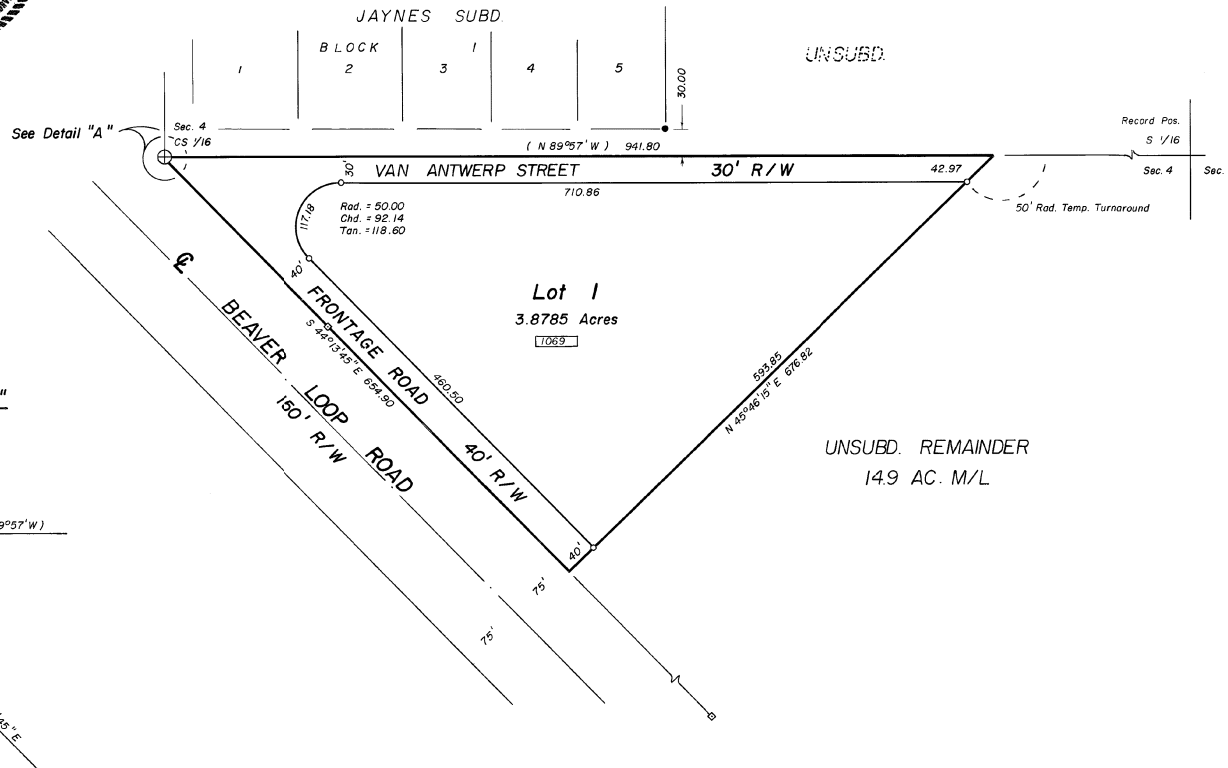 JAYNES SUBD.
BLOCK 1
1 2 3 4 5
UNSUBD.
30.00
See Detail "A"
Sec. 4
CS 1/16
( N 89°57' W ) 941.80
Record Pos.
S 1/16
Sec. 4
Sec.
30'
VAN ANTWERP STREET
30' R/W
42.97
710.86
50' Rad. Temp. Turnaround
117.18
Rad. = 50.00
Chd. = 92.14
Tan. = 118.60
40'
Lot 1
3.8785 Acres
1069
FRONTAGE ROAD
40' R/W
S 44°13'45" E 654.90
460.50
593.85
N 45°46'15" E 676.82
℄
BEAVER LOOP ROAD
150' R/W
UNSUBD. REMAINDER
14.9 AC. M/L
40'
75'
75'
"
9°57'W)
45"E